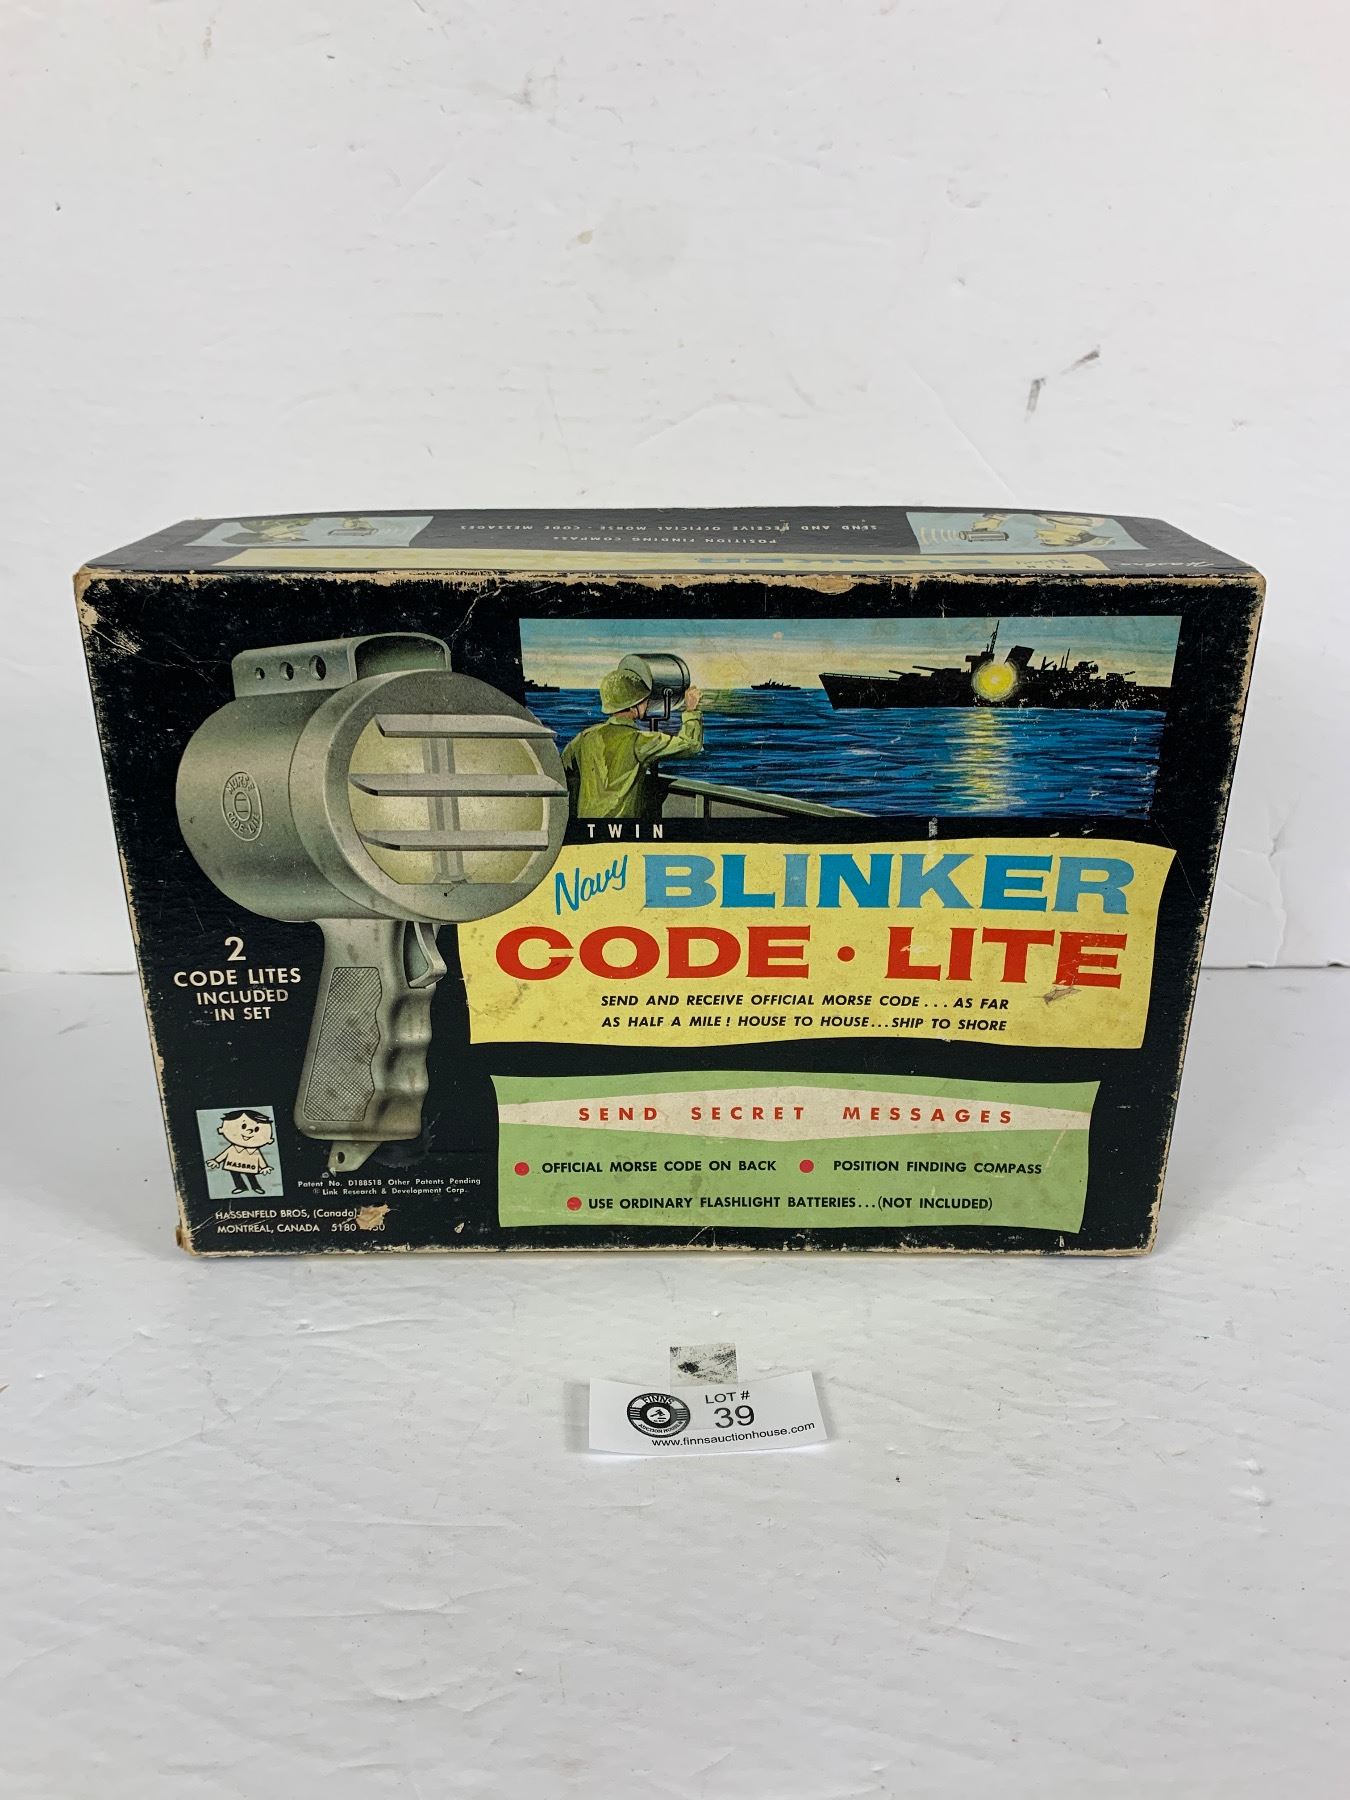 SEND AND RECEIVE OFFICIAL MORSE - CODE MESSAGES
POSITION FINDING COMPASS
BLINKER
Hasbro
MORSE
CODE-LITE
TWIN
Navy BLINKER
CODE • LITE
SEND AND RECEIVE OFFICIAL MORSE CODE... AS FAR
AS HALF A MILE! HOUSE TO HOUSE...SHIP TO SHORE
2
CODE LITES
INCLUDED
IN SET
SEND SECRET MESSAGES
OFFICIAL MORSE CODE ON BACK
POSITION FINDING COMPASS
USE ORDINARY FLASHLIGHT BATTERIES...(NOT INCLUDED)
HASBRO
Patent No. D188518 Other Patents Pending
© Link Research & Development Corp.
HASSENFELD BROS, (Canada)
MONTREAL, CANADA 5180
FINNS
AUCTION HOUSE
LOT #
39
www.finnsauctionhouse.com